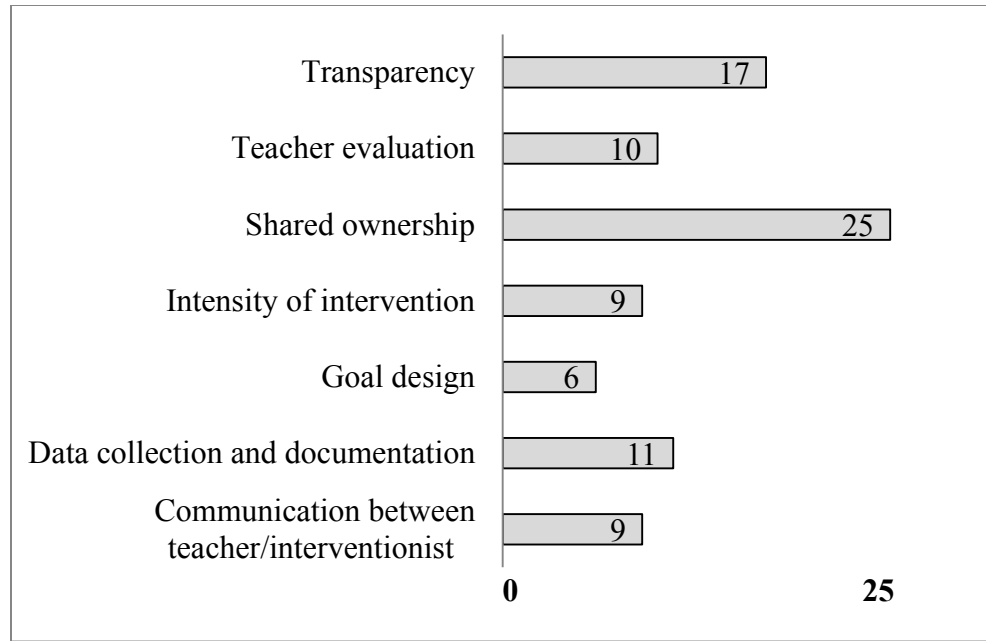 Transparency 17
Teacher evaluation 10
Shared ownership 25
Intensity of intervention 9
Goal design 6
Data collection and documentation 11
Communication between
teacher/interventionist 9
0 25